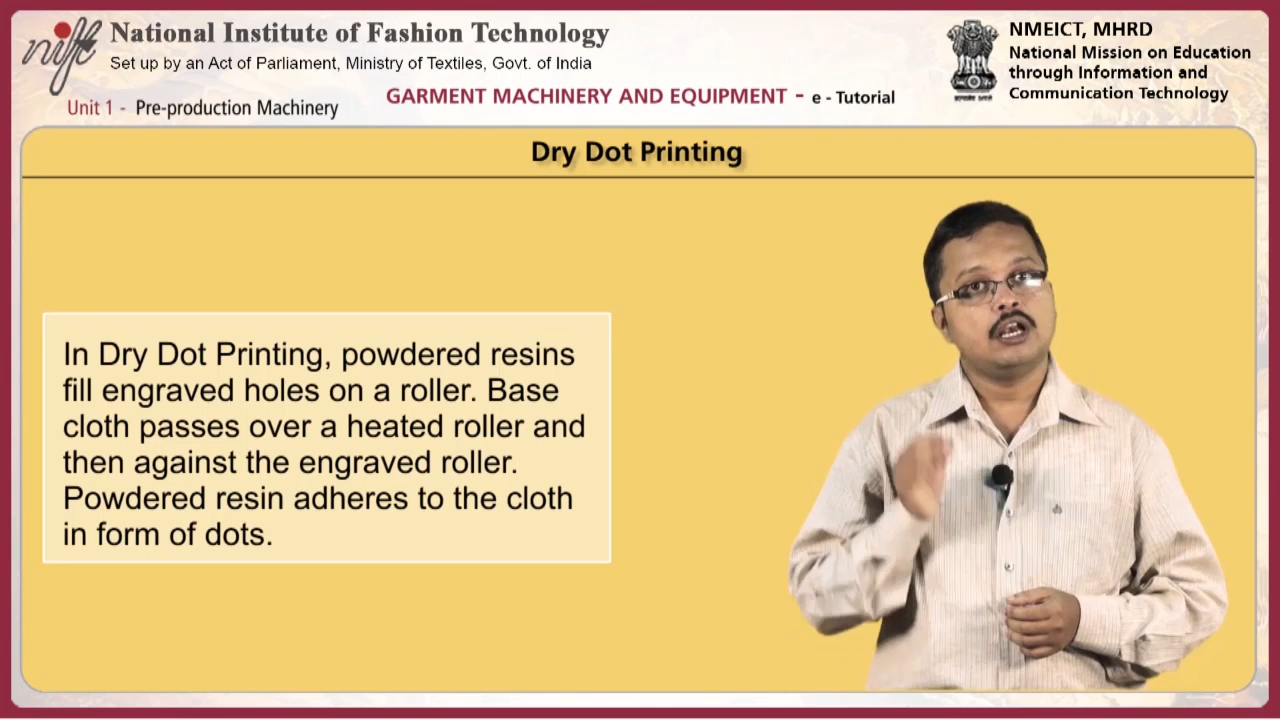 nift
National Institute of Fashion Technology
Set up by an Act of Parliament, Ministry of Textiles, Govt. of India
Unit 1 - Pre-production Machinery
GARMENT MACHINERY AND EQUIPMENT - e - Tutorial
NMEICT, MHRD
National Mission on Education
through Information and
Communication Technology
Dry Dot Printing
In Dry Dot Printing, powdered resins
fill engraved holes on a roller. Base
cloth passes over a heated roller and
then against the engraved roller.
Powdered resin adheres to the cloth
in form of dots.